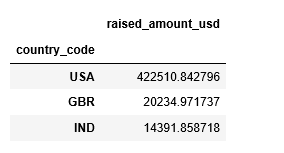 raised_amount_usd
country_code
USA 422510.842796
GBR 20234.971737
IND 14391.858718